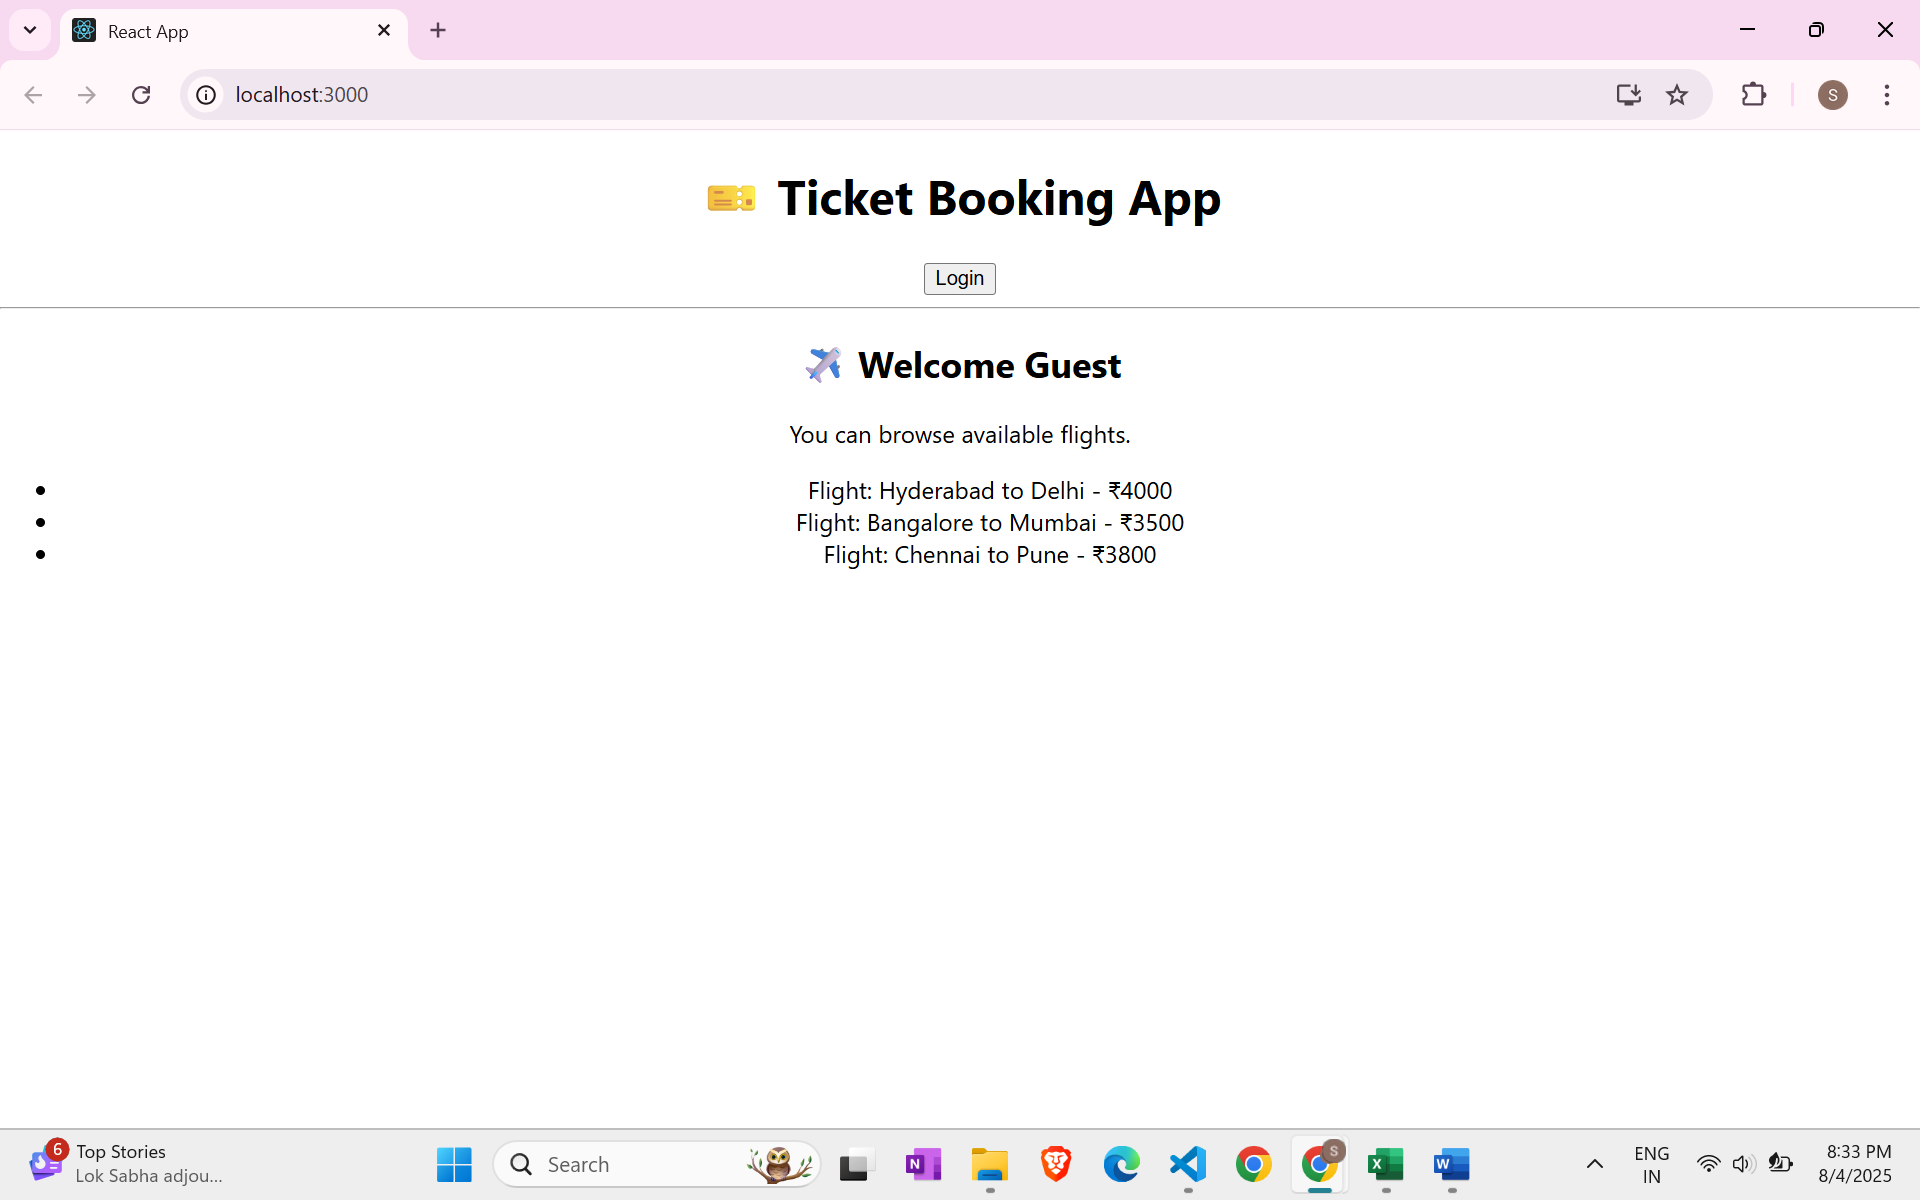 React App
localhost:3000
S
Ticket Booking App
Login
Welcome Guest
You can browse available flights.
Flight: Hyderabad to Delhi - ₹4000
Flight: Bangalore to Mumbai - ₹3500
Flight: Chennai to Pune - ₹3800
6
Top Stories
Lok Sabha adjou...
Search
N
S
X
W
ENG
IN
8:33 PM
8/4/2025